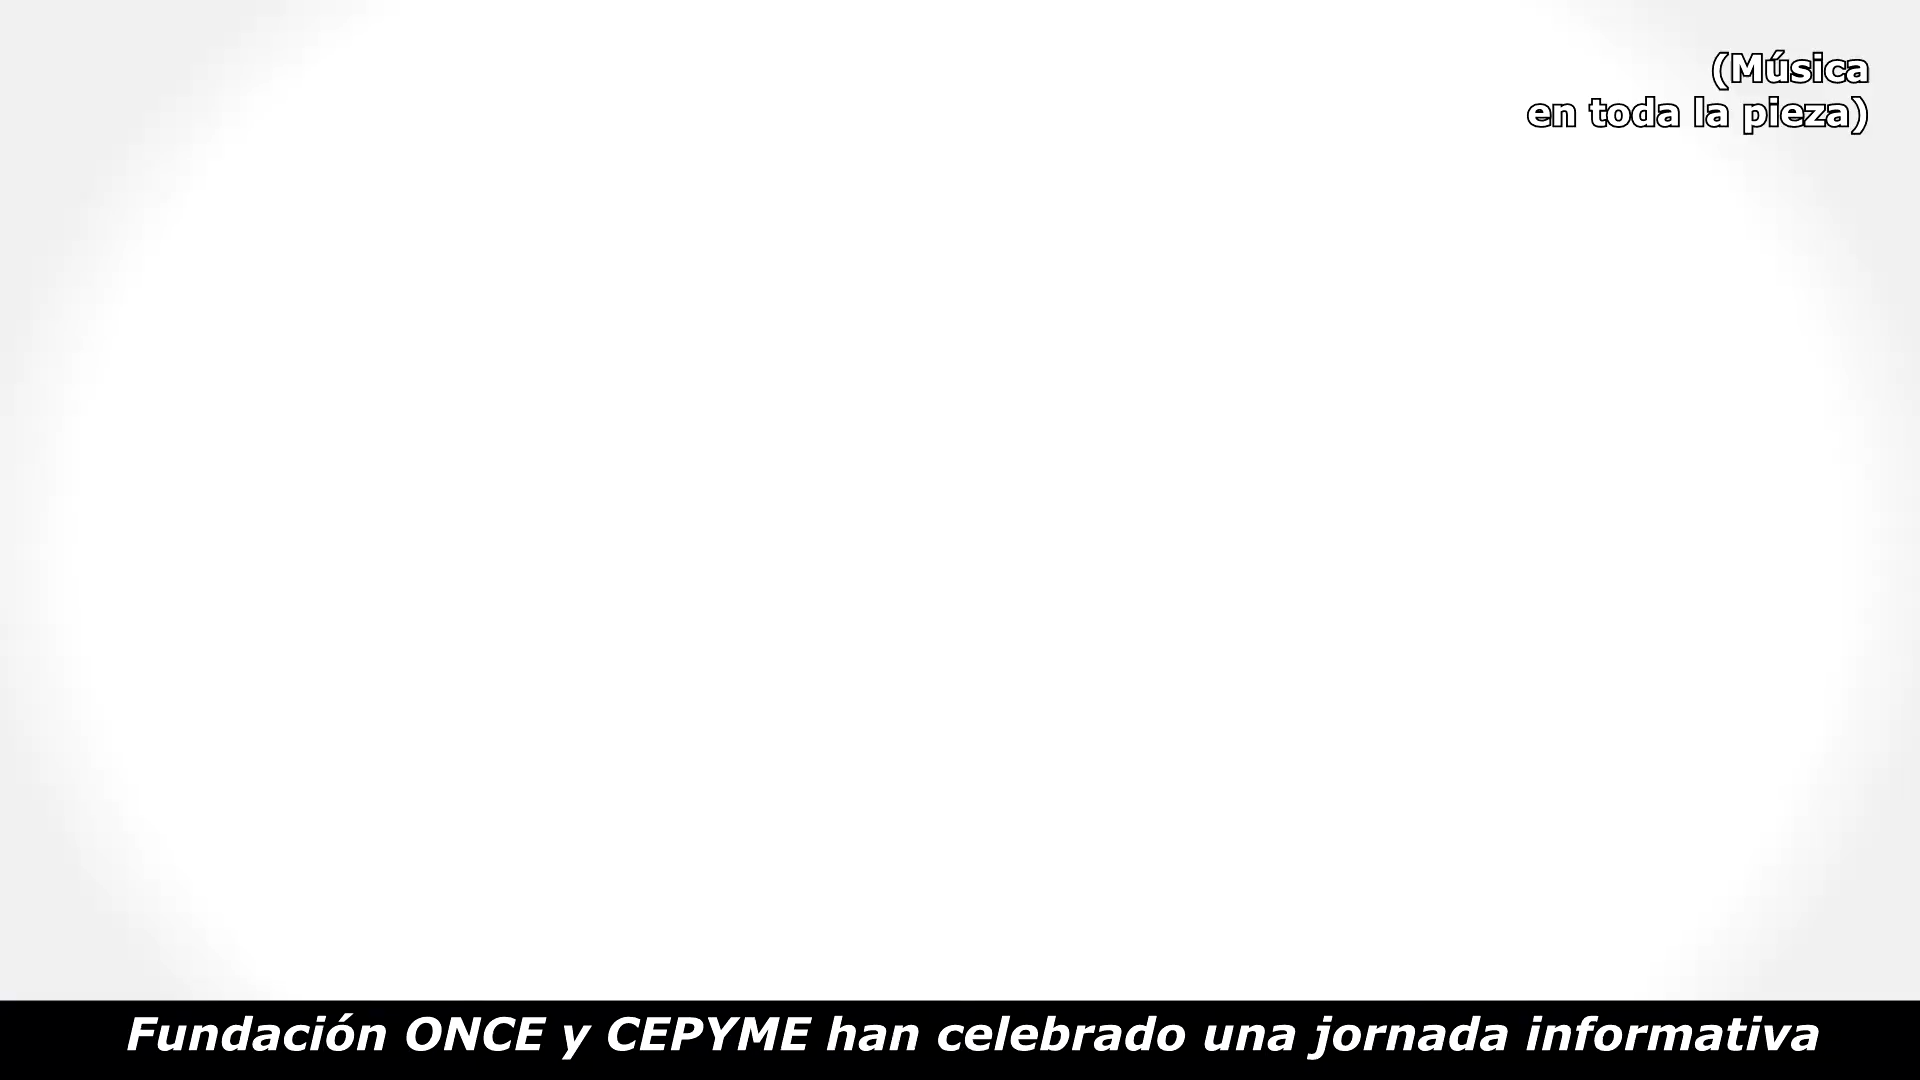 (Música
en toda la pieza)
Fundación ONCE y CEPYME han celebrado una jornada informativa